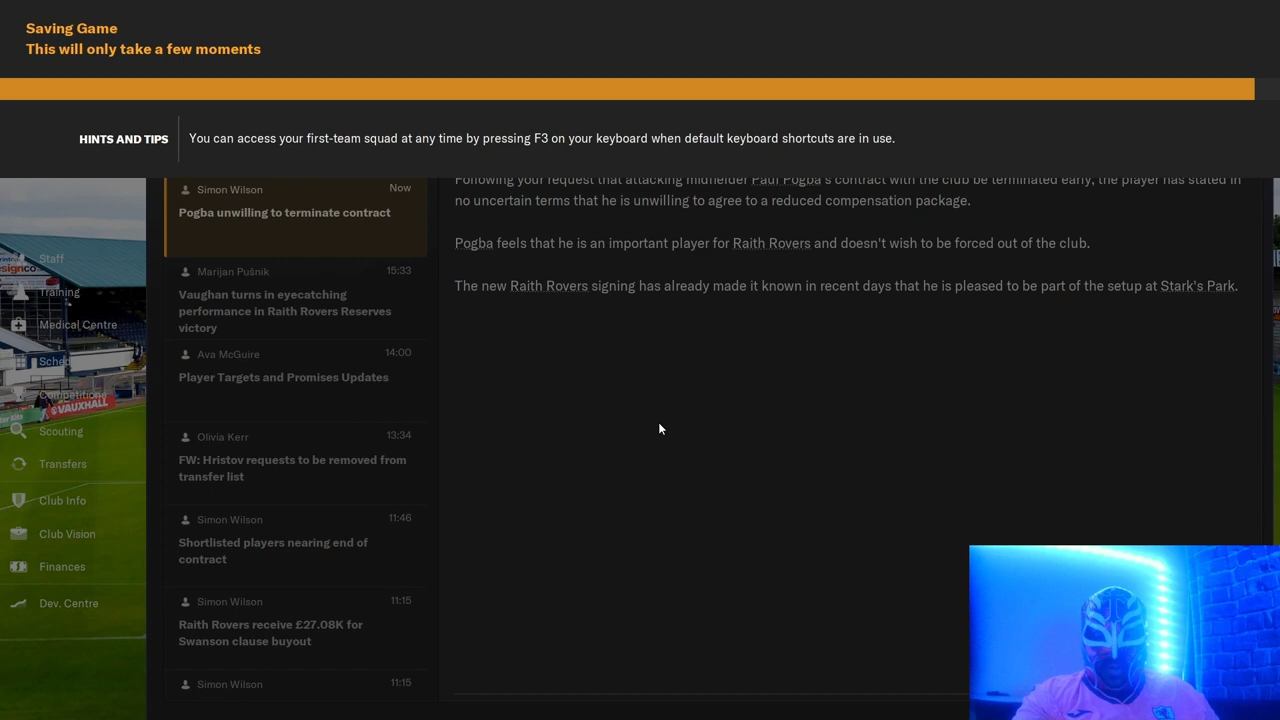 Saving Game
This will only take a few moments
HINTS AND TIPS
You can access your first-team squad at any time by pressing F3 on your keyboard when default keyboard shortcuts are in use.
Staff
Training
Medical Centre
Sched
Competitions
Scouting
Transfers
Club Info
Club Vision
Finances
Dev. Centre
VAUXHALL
Simon Wilson
Now
Pogba unwilling to terminate contract
Marijan Pušnik
15:33
Vaughan turns in eyecatching
performance in Raith Rovers Reserves
victory
Ava McGuire
14:00
Player Targets and Promises Updates
Olivia Kerr
13:34
FW: Hristov requests to be removed from
transfer list
Simon Wilson
11:46
Shortlisted players nearing end of
contract
Simon Wilson
11:15
Raith Rovers receive £27.08K for
Swanson clause buyout
Simon Wilson
11:15
Following your request that attacking midfielder Paul Pogba's contract with the club be terminated early, the player has stated in
no uncertain terms that he is unwilling to agree to a reduced compensation package.
Pogba feels that he is an important player for Raith Rovers and doesn't wish to be forced out of the club.
The new Raith Rovers signing has already made it known in recent days that he is pleased to be part of the setup at Stark's Park.